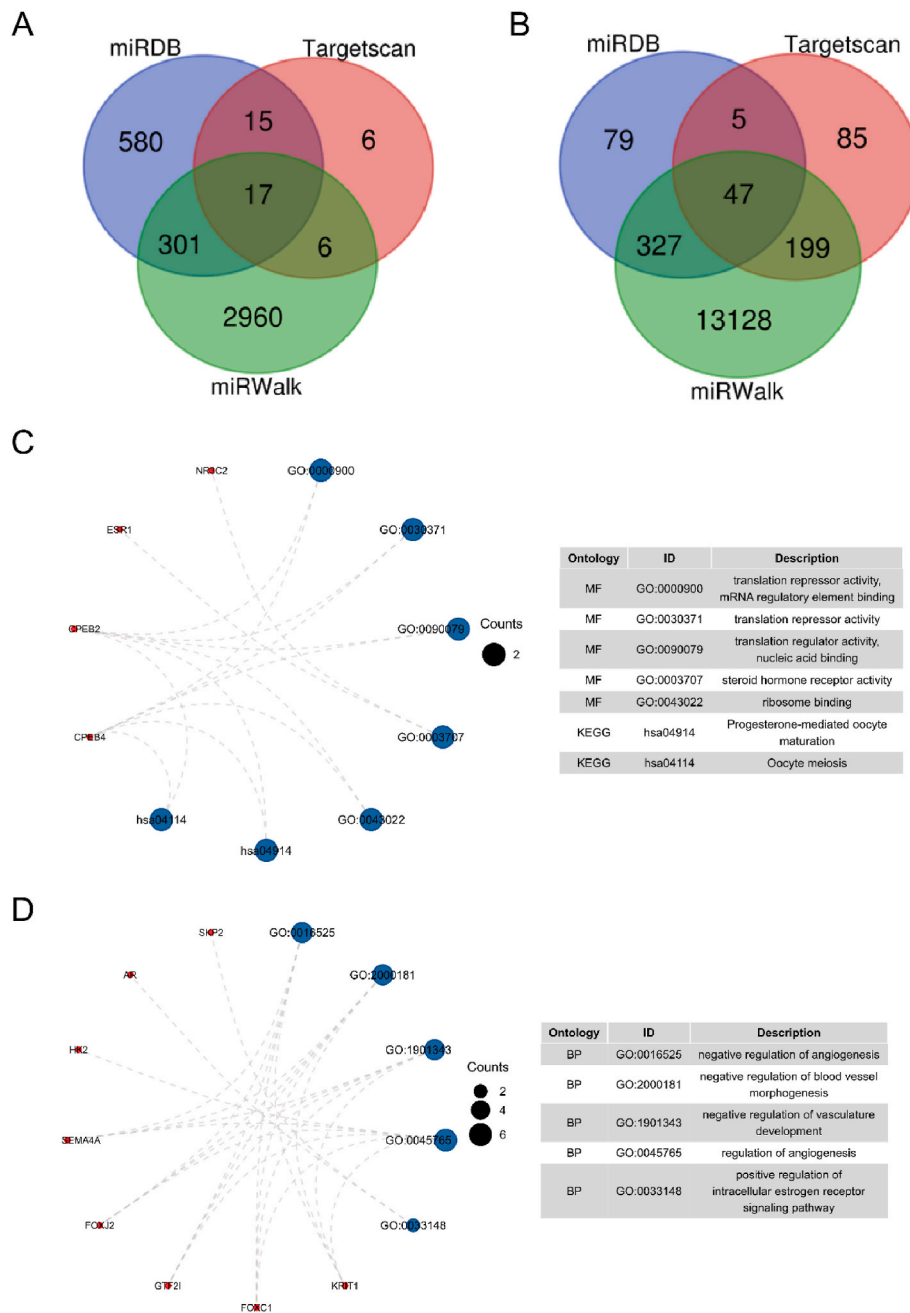 A
miRDB
Targetscan
580
15
6
17
301
6
2960
miRWalk
B
miRDB
Targetscan
79
5
85
47
327
199
13128
miRWalk
C
NR3C2
GO:0000900
ESR1
GO:0030371
CPEB2
GO:0090079
CPEB4
GO:0003707
hsa04114
GO:0043022
hsa04914
Counts
2
Ontology ID Description
MF GO:0000900 translation repressor activity,
mRNA regulatory element binding
MF GO:0030371 translation repressor activity
MF GO:0090079 translation regulator activity,
nucleic acid binding
MF GO:0003707 steroid hormone receptor activity
MF GO:0043022 ribosome binding
KEGG hsa04914 Progesterone-mediated oocyte
maturation
KEGG hsa04114 Oocyte meiosis
D
SKP2
GO:0016525
AR
GO:2000181
HK2
GO:1901343
SEMA4A
GO:0045765
FOXJ2
GO:0033148
GTF2I
KRIT1
FOXC1
Counts
2
4
6
Ontology ID Description
BP GO:0016525 negative regulation of angiogenesis
BP GO:2000181 negative regulation of blood vessel
morphogenesis
BP GO:1901343 negative regulation of vasculature
development
BP GO:0045765 regulation of angiogenesis
BP GO:0033148 positive regulation of
intracellular estrogen receptor
signaling pathway